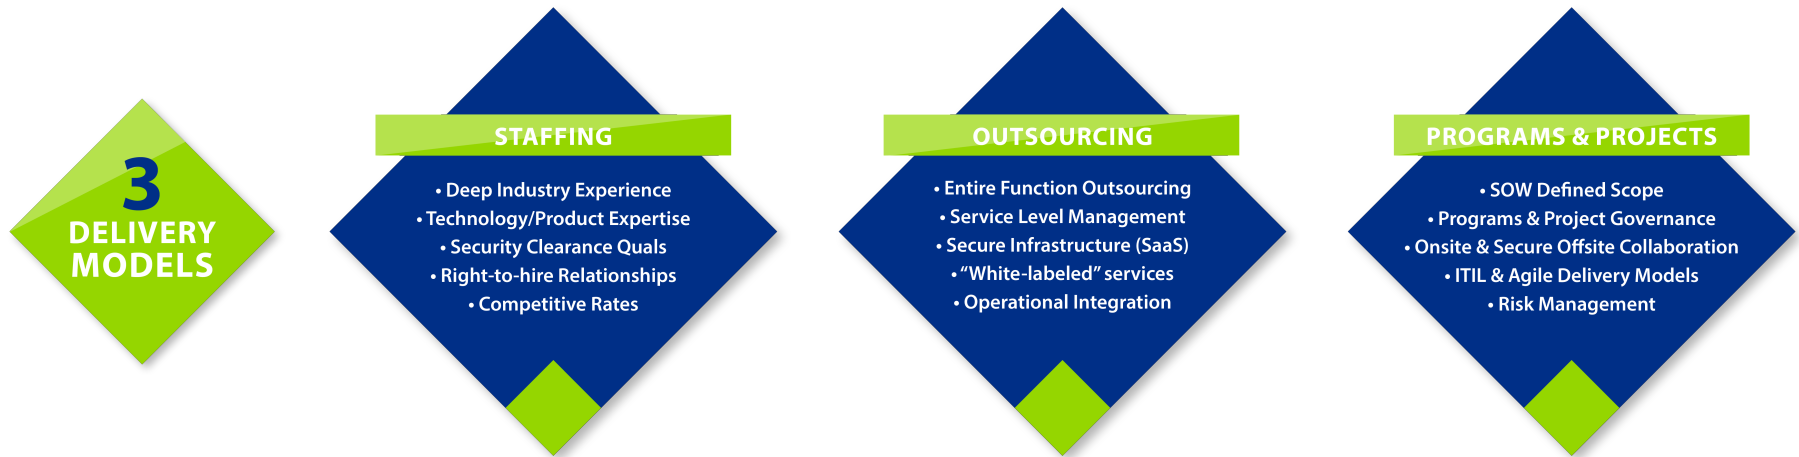 3
DELIVERY
MODELS
STAFFING
• Deep Industry Experience
• Technology/Product Expertise
• Security Clearance Quals
• Right-to-hire Relationships
• Competitive Rates
OUTSOURCING
• Entire Function Outsourcing
• Service Level Management
• Secure Infrastructure (SaaS)
• “White-labeled” services
• Operational Integration
PROGRAMS & PROJECTS
• SOW Defined Scope
• Programs & Project Governance
• Onsite & Secure Offsite Collaboration
• ITIL & Agile Delivery Models
• Risk Management